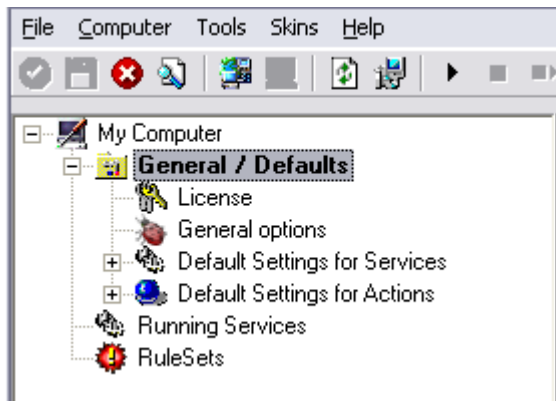 File Computer Tools Skins Help
My Computer
General / Defaults
License
General options
Default Settings for Services
Default Settings for Actions
Running Services
RuleSets